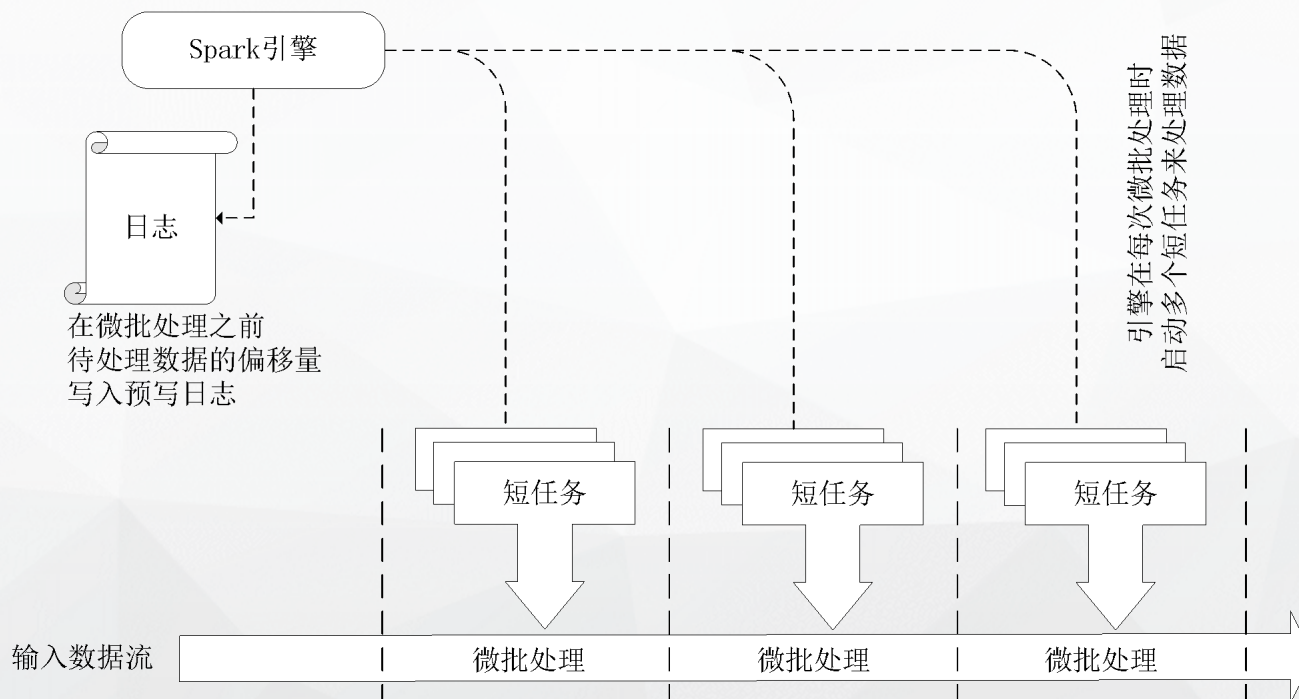 Spark引擎
日志
在微批处理之前
待处理数据的偏移量
写入预写日志
引擎在每次微批处理时
启动多个短任务来处理数据
短任务
短任务
短任务
输入数据流
微批处理
微批处理
微批处理